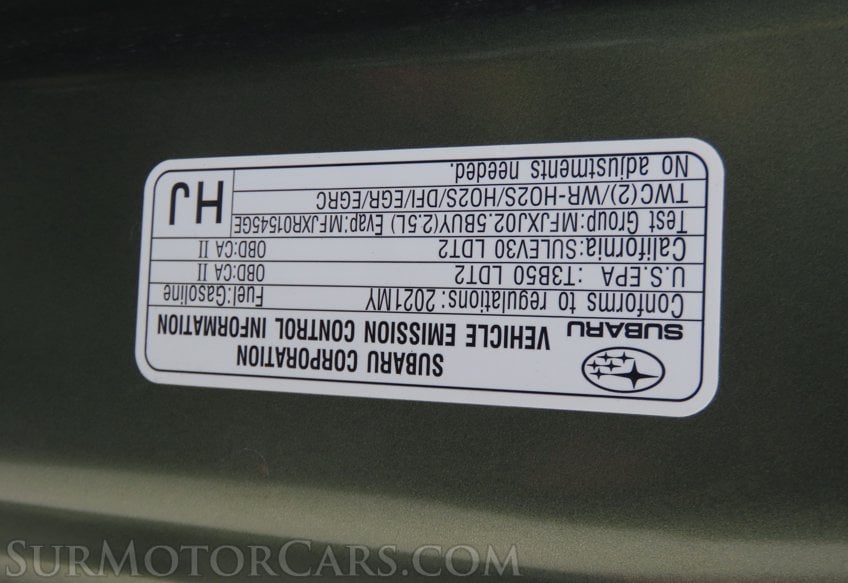 SUBARU CORPORATION
SUBARU VEHICLE EMISSION CONTROL INFORMATION
Conforms to regulations: 2021MY Fuel:Gasoline
U.S.EPA :T3B50 LDT2 OBD:CA II
California:SULEV30 LDT2 OBD:CA II
Test Group:MFJXJ02.5BUY(2.5L) Evap:MFJXR01545GE
TWC(2)/WR-HO2S/HO2S/DFI/EGR/EGRC
No adjustments needed.
HJ
SurMotorCars.com